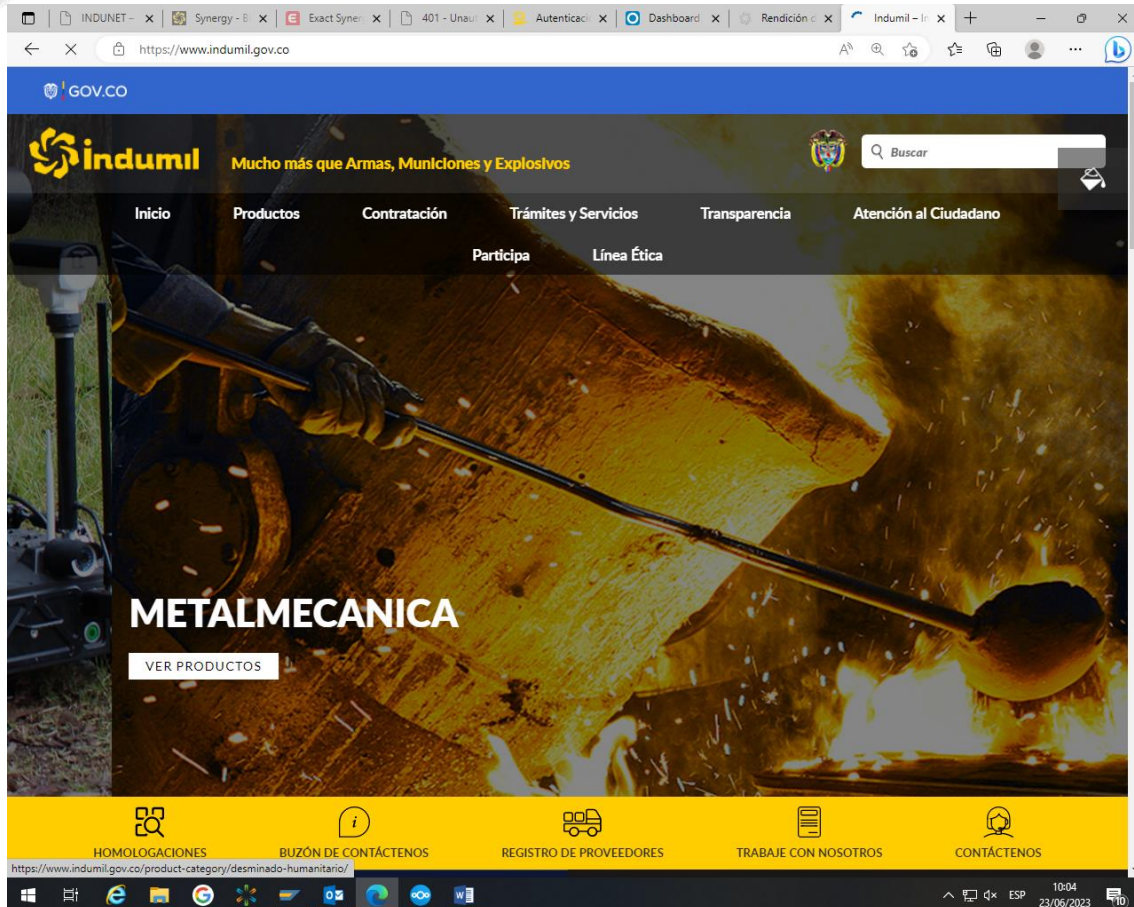 INDUNET –
Synergy - B
Exact Syner
401 - Unaut
Autenticació
Dashboard
Rendición d
Indumil – In
https://www.indumil.gov.co
GOV.CO
indumil
Mucho más que Armas, Municiones y Explosivos
Buscar
Inicio Productos Contratación Trámites y Servicios Transparencia Atención al Ciudadano
Participa Línea Ética
METALMECANICA
VER PRODUCTOS
HOMOLOGACIONES BUZÓN DE CONTÁCTENOS REGISTRO DE PROVEEDORES TRABAJE CON NOSOTROS CONTÁCTENOS
https://www.indumil.gov.co/product-category/desminado-humanitario/
ESP
10:04
23/06/2023